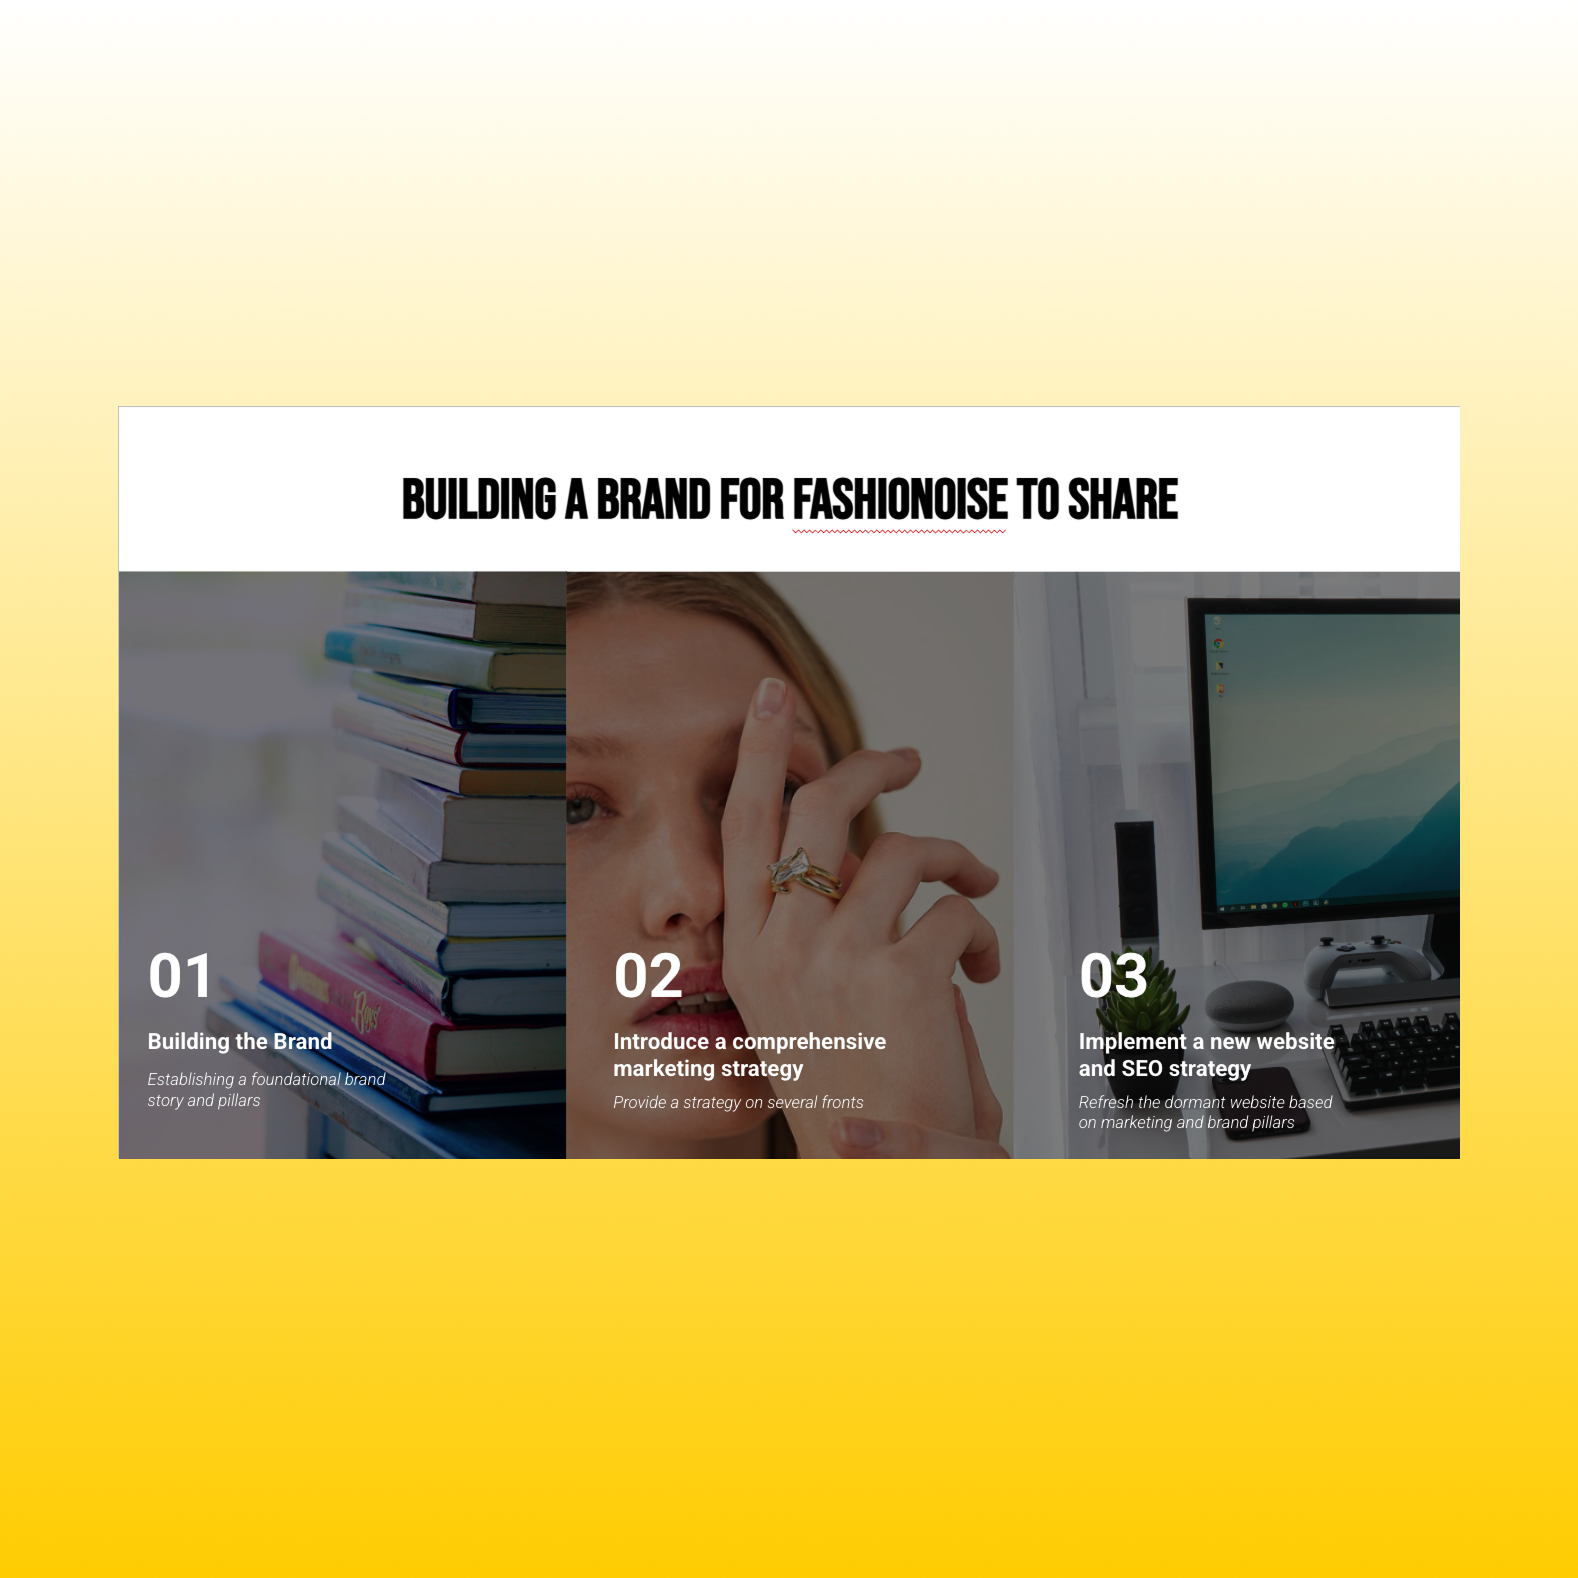 BUILDING A BRAND FOR FASHIONOISE TO SHARE
01
Building the Brand
Establishing a foundational brand
story and pillars
02
Introduce a comprehensive
marketing strategy
Provide a strategy on several fronts
03
Implement a new website
and SEO strategy
Refresh the dormant website based
on marketing and brand pillars
Boys'